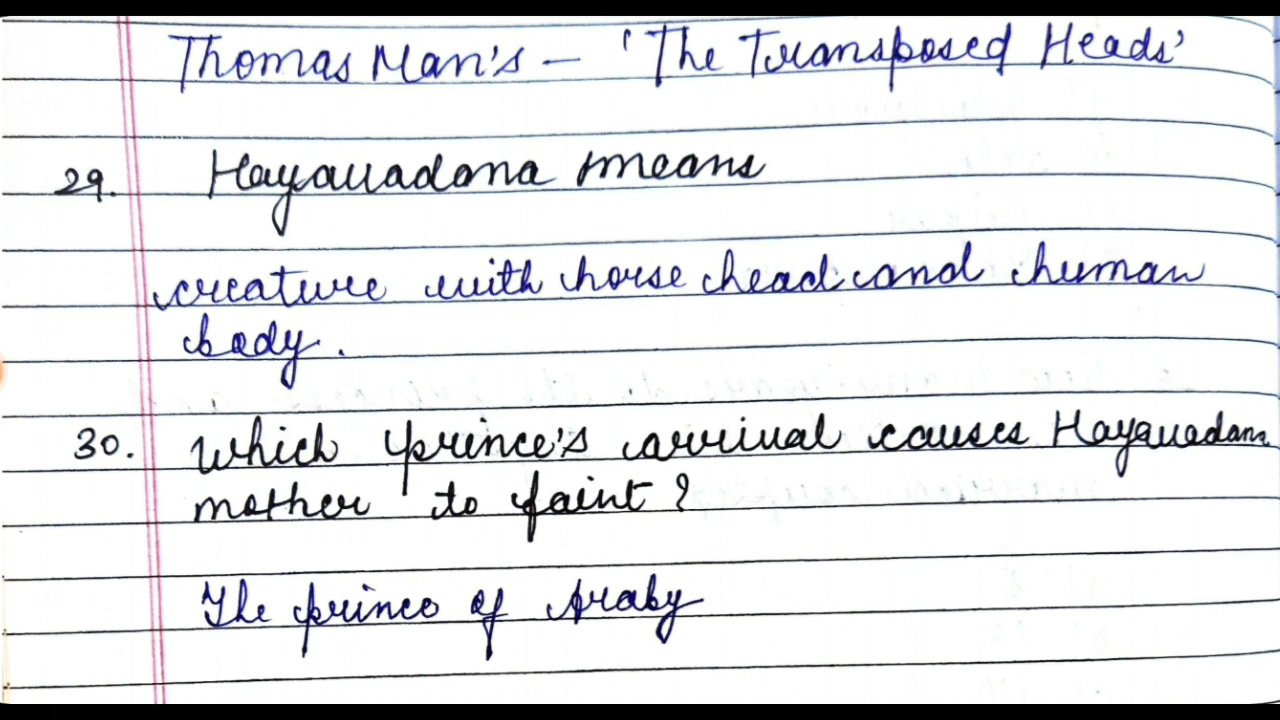 Thomas Man's - 'The Transposed Heads'
29. Hayavadana means
creature with horse head and human
body.
30. Which prince's arrival causes Hayavadana
mother to faint?
The prince of Araby